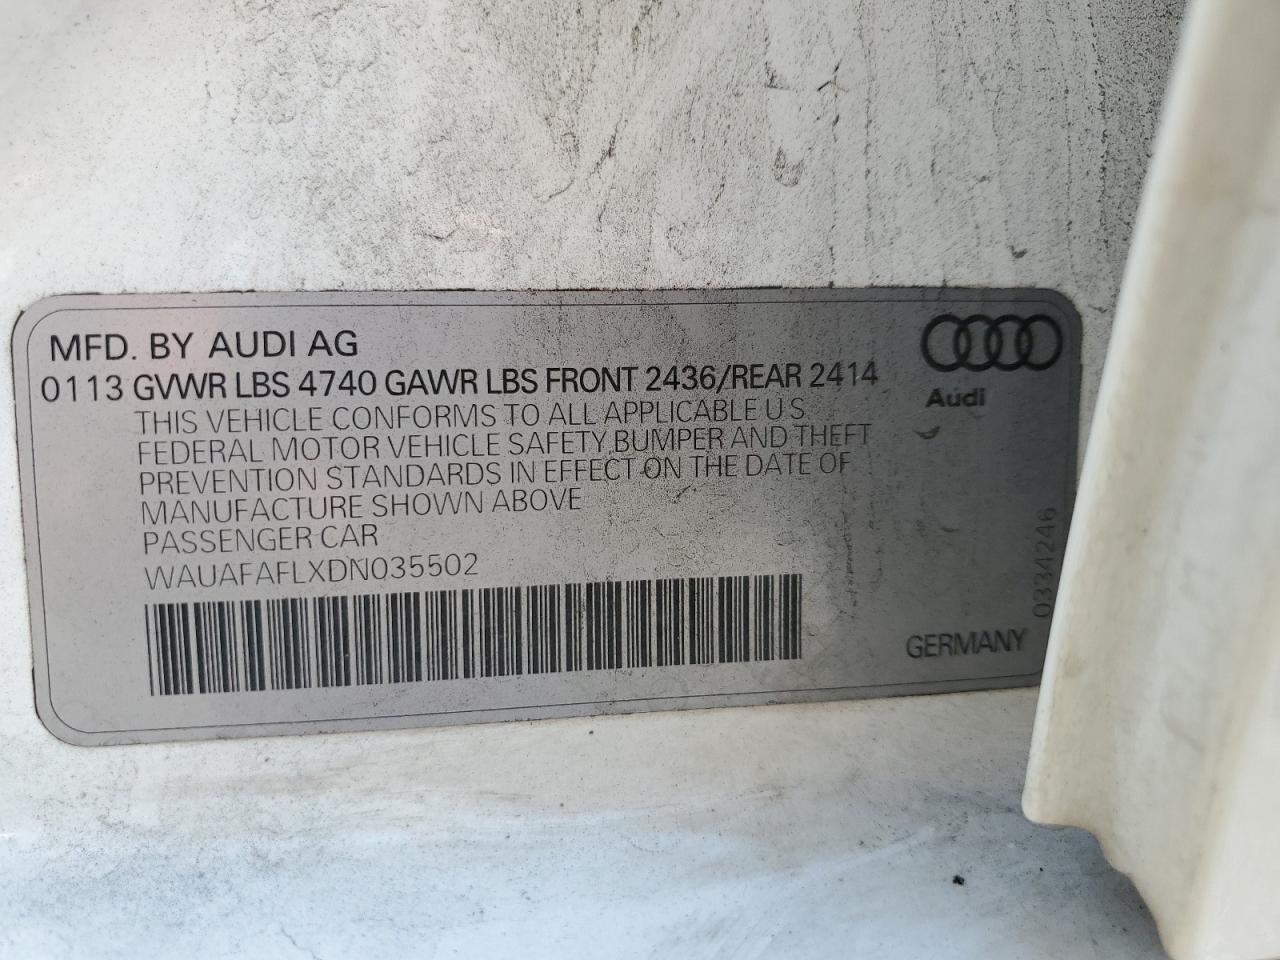 MFD. BY AUDI AG
0113 GVWR LBS 4740 GAWR LBS FRONT 2436/REAR 2414
THIS VEHICLE CONFORMS TO ALL APPLICABLE U S
FEDERAL MOTOR VEHICLE SAFETY, BUMPER AND THEFT
PREVENTION STANDARDS IN EFFECT ON THE DATE OF
MANUFACTURE SHOWN ABOVE
PASSENGER CAR
WAUAFAFLXDN035502
Audi
GERMANY
0334246